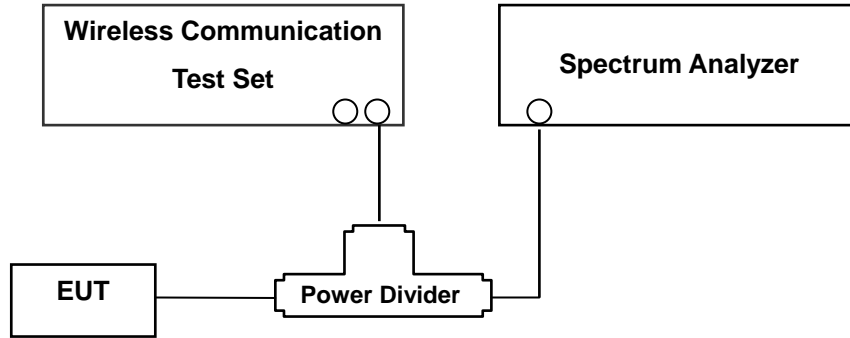 Wireless Communication
Test Set
Spectrum Analyzer
EUT
Power Divider